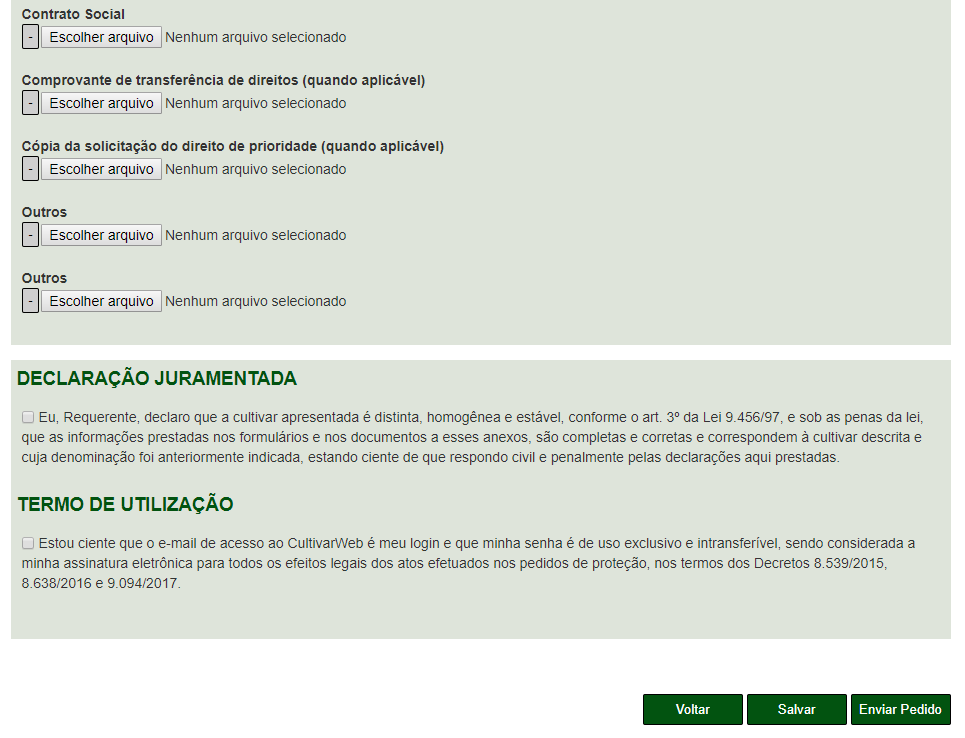 Contrato Social
- Escolher arquivo Nenhum arquivo selecionado
Comprovante de transferência de direitos (quando aplicável)
- Escolher arquivo Nenhum arquivo selecionado
Cópia da solicitação do direito de prioridade (quando aplicável)
- Escolher arquivo Nenhum arquivo selecionado
Outros
- Escolher arquivo Nenhum arquivo selecionado
Outros
- Escolher arquivo Nenhum arquivo selecionado
DECLARAÇÃO JURAMENTADA
Eu, Requerente, declaro que a cultivar apresentada é distinta, homogênea e estável, conforme o art. 3º da Lei 9.456/97, e sob as penas da lei,
que as informações prestadas nos formulários e nos documentos a esses anexos, são completas e corretas e correspondem à cultivar descrita e
cuja denominação foi anteriormente indicada, estando ciente de que respondo civil e penalmente pelas declarações aqui prestadas.
TERMO DE UTILIZAÇÃO
Estou ciente que o e-mail de acesso ao CultivarWeb é meu login e que minha senha é de uso exclusivo e intransferível, sendo considerada a
minha assinatura eletrônica para todos os efeitos legais dos atos efetuados nos pedidos de proteção, nos termos dos Decretos 8.539/2015,
8.638/2016 e 9.094/2017.
Voltar Salvar Enviar Pedido